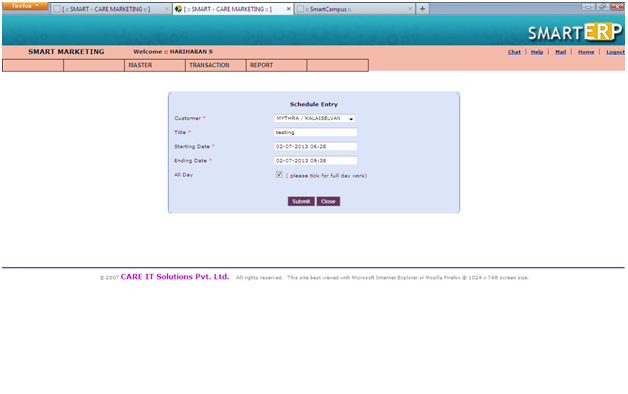 Firefox
[ :: SMART - CARE MARKETING :: ]
[ :: SMART - CARE MARKETING :: ]
:: SmartCampus ::
SMARTERP
SMART MARKETING
Welcome :: HARIHARAN S
Chat | Help | Mail | Home | Logout
MASTER
TRANSACTION
REPORT
Schedule Entry
Customer *
MYTHRA / KALAISELVAN
Title *
testing
Starting Date *
02-07-2013 06:28
Ending Date *
02-07-2013 09:38
All Day
( please tick for full day work)
Submit
Close
© 2007 CARE IT Solutions Pvt. Ltd. All rights reserved. This site best viewed with Microsoft Internet Explorer or Mozilla Firefox @ 1024 x 768 screen size.